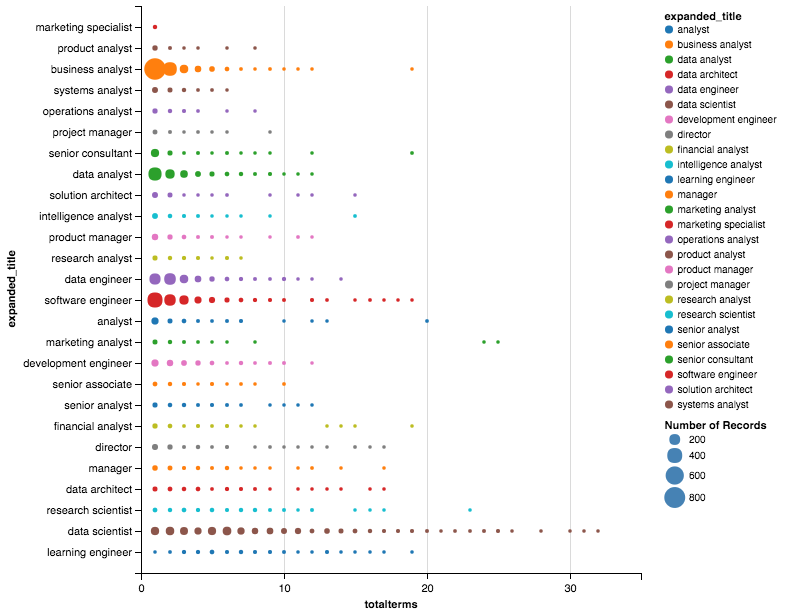 expanded_title
marketing specialist
product analyst
business analyst
systems analyst
operations analyst
project manager
senior consultant
data analyst
solution architect
intelligence analyst
product manager
research analyst
data engineer
software engineer
analyst
marketing analyst
development engineer
senior associate
senior analyst
financial analyst
director
manager
data architect
research scientist
data scientist
learning engineer
0 10 20 30
totalterms
expanded_title
analyst
business analyst
data analyst
data architect
data engineer
data scientist
development engineer
director
financial analyst
intelligence analyst
learning engineer
manager
marketing analyst
marketing specialist
operations analyst
product analyst
product manager
project manager
research analyst
research scientist
senior analyst
senior associate
senior consultant
software engineer
solution architect
systems analyst
Number of Records
200
400
600
800